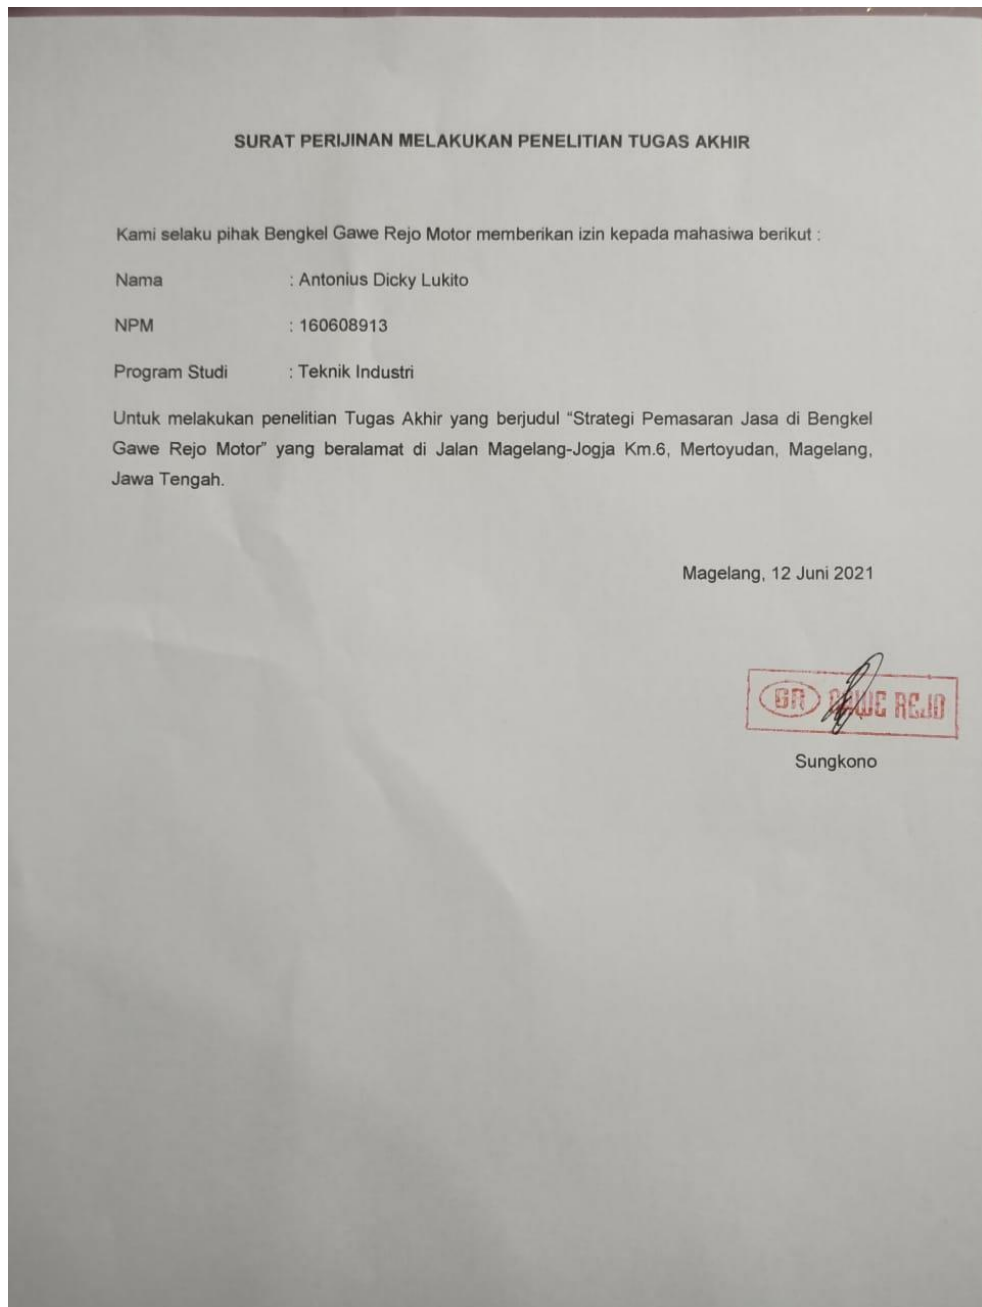 SURAT PERIJINAN MELAKUKAN PENELITIAN TUGAS AKHIR
Kami selaku pihak Bengkel Gawe Rejo Motor memberikan izin kepada mahasiwa berikut :
Nama : Antonius Dicky Lukito
NPM : 160608913
Program Studi : Teknik Industri
Untuk melakukan penelitian Tugas Akhir yang berjudul “Strategi Pemasaran Jasa di Bengkel
Gawe Rejo Motor” yang beralamat di Jalan Magelang-Jogja Km.6, Mertoyudan, Magelang,
Jawa Tengah.
Magelang, 12 Juni 2021
GR GAWE REJO
Sungkono